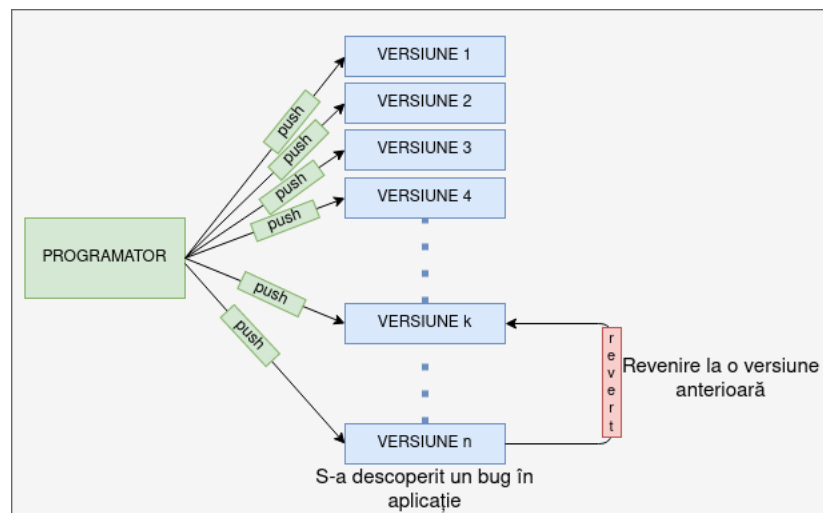 VERSIUNE 1
VERSIUNE 2
VERSIUNE 3
VERSIUNE 4
push
push
push
push
PROGRAMATOR
push
push
VERSIUNE k
revert
Revenire la o versiune
anterioară
VERSIUNE n
S-a descoperit un bug în
aplicație